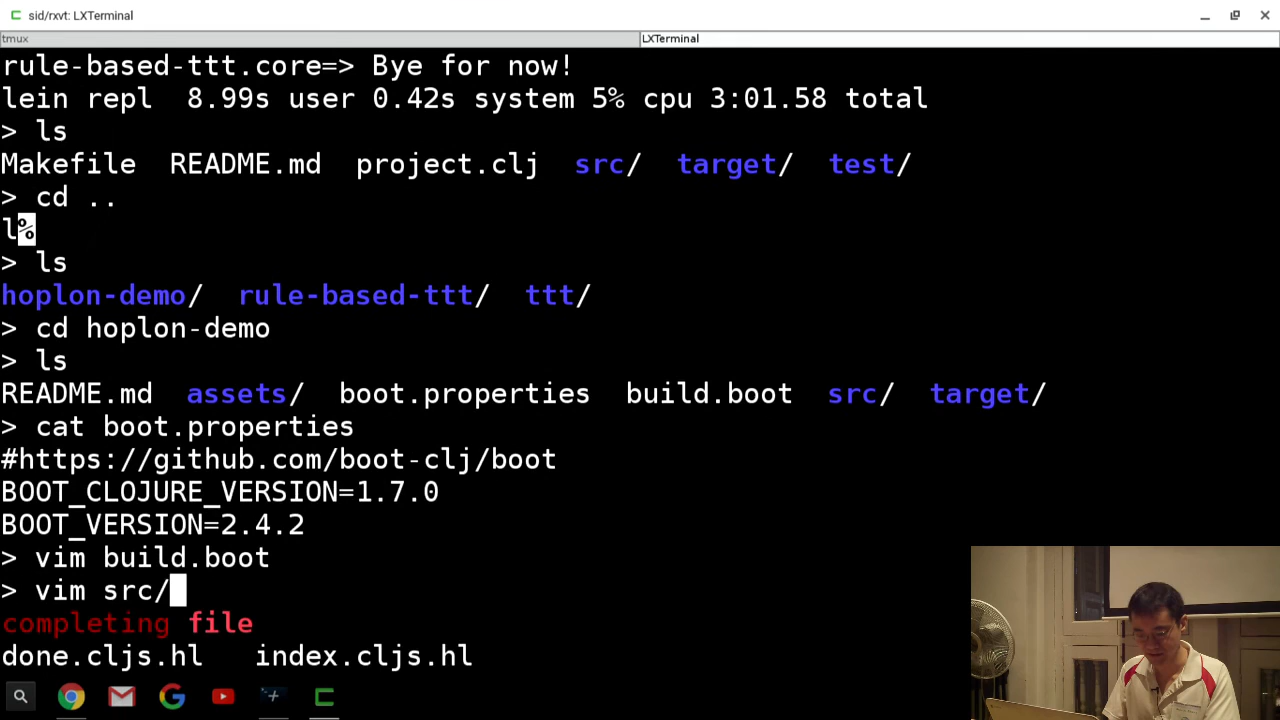 sid/rxvt: LXTerminal
tmux
LXTerminal
rule-based-ttt.core=> Bye for now!
lein repl  8.99s user 0.42s system 5% cpu 3:01.58 total
> ls
Makefile  README.md  project.clj  src/  target/  test/
> cd ..
l%
> ls
hoplon-demo/  rule-based-ttt/  ttt/
> cd hoplon-demo
> ls
README.md  assets/  boot.properties  build.boot  src/  target/
> cat boot.properties
#https://github.com/boot-clj/boot
BOOT_CLOJURE_VERSION=1.7.0
BOOT_VERSION=2.4.2
> vim build.boot
> vim src/
completing file
done.cljs.hl   index.cljs.hl